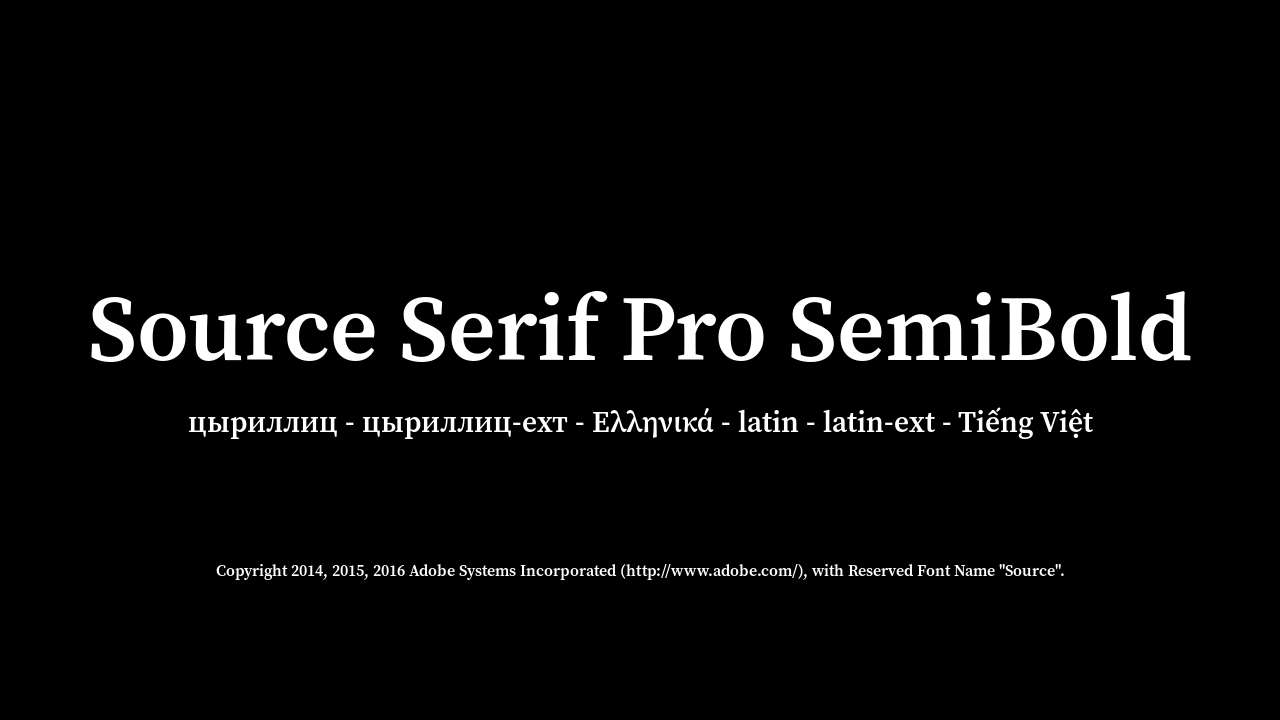 Source Serif Pro SemiBold
цыриллиц - цыриллиц-ехт - Ελληνικά - latin - latin-ext - Tiếng Việt
Copyright 2014, 2015, 2016 Adobe Systems Incorporated (http://www.adobe.com/), with Reserved Font Name "Source".